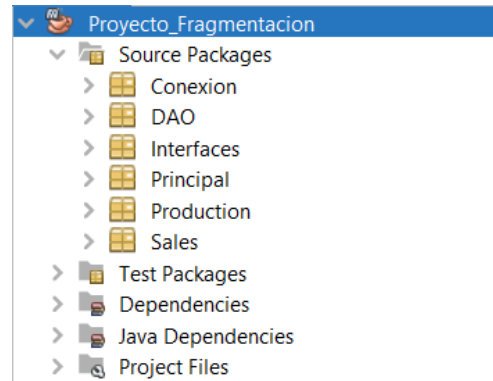 Proyecto_Fragmentacion
Source Packages
Conexion
DAO
Interfaces
Principal
Production
Sales
Test Packages
Dependencies
Java Dependencies
Project Files